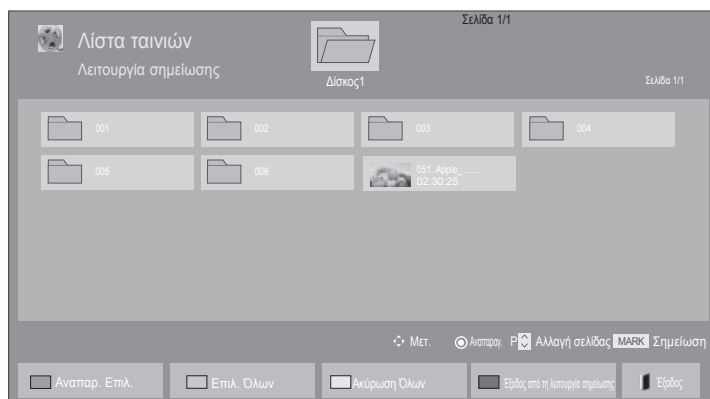 Σελίδα 1/1
Λίστα ταινιών
Λειτουργία σημείωσης
Δίσκος1
Σελίδα 1/1
001
002
003
004
005
006
051. Apple_ ......
02:30:25
Μετ. Αναπαραγ. P Αλλαγή σελίδας MARK Σημείωση
Αναπαρ. Επιλ. Επιλ. Όλων Ακύρωση Όλων Έξοδος από τη λειτουργία σημείωσης Έξοδος